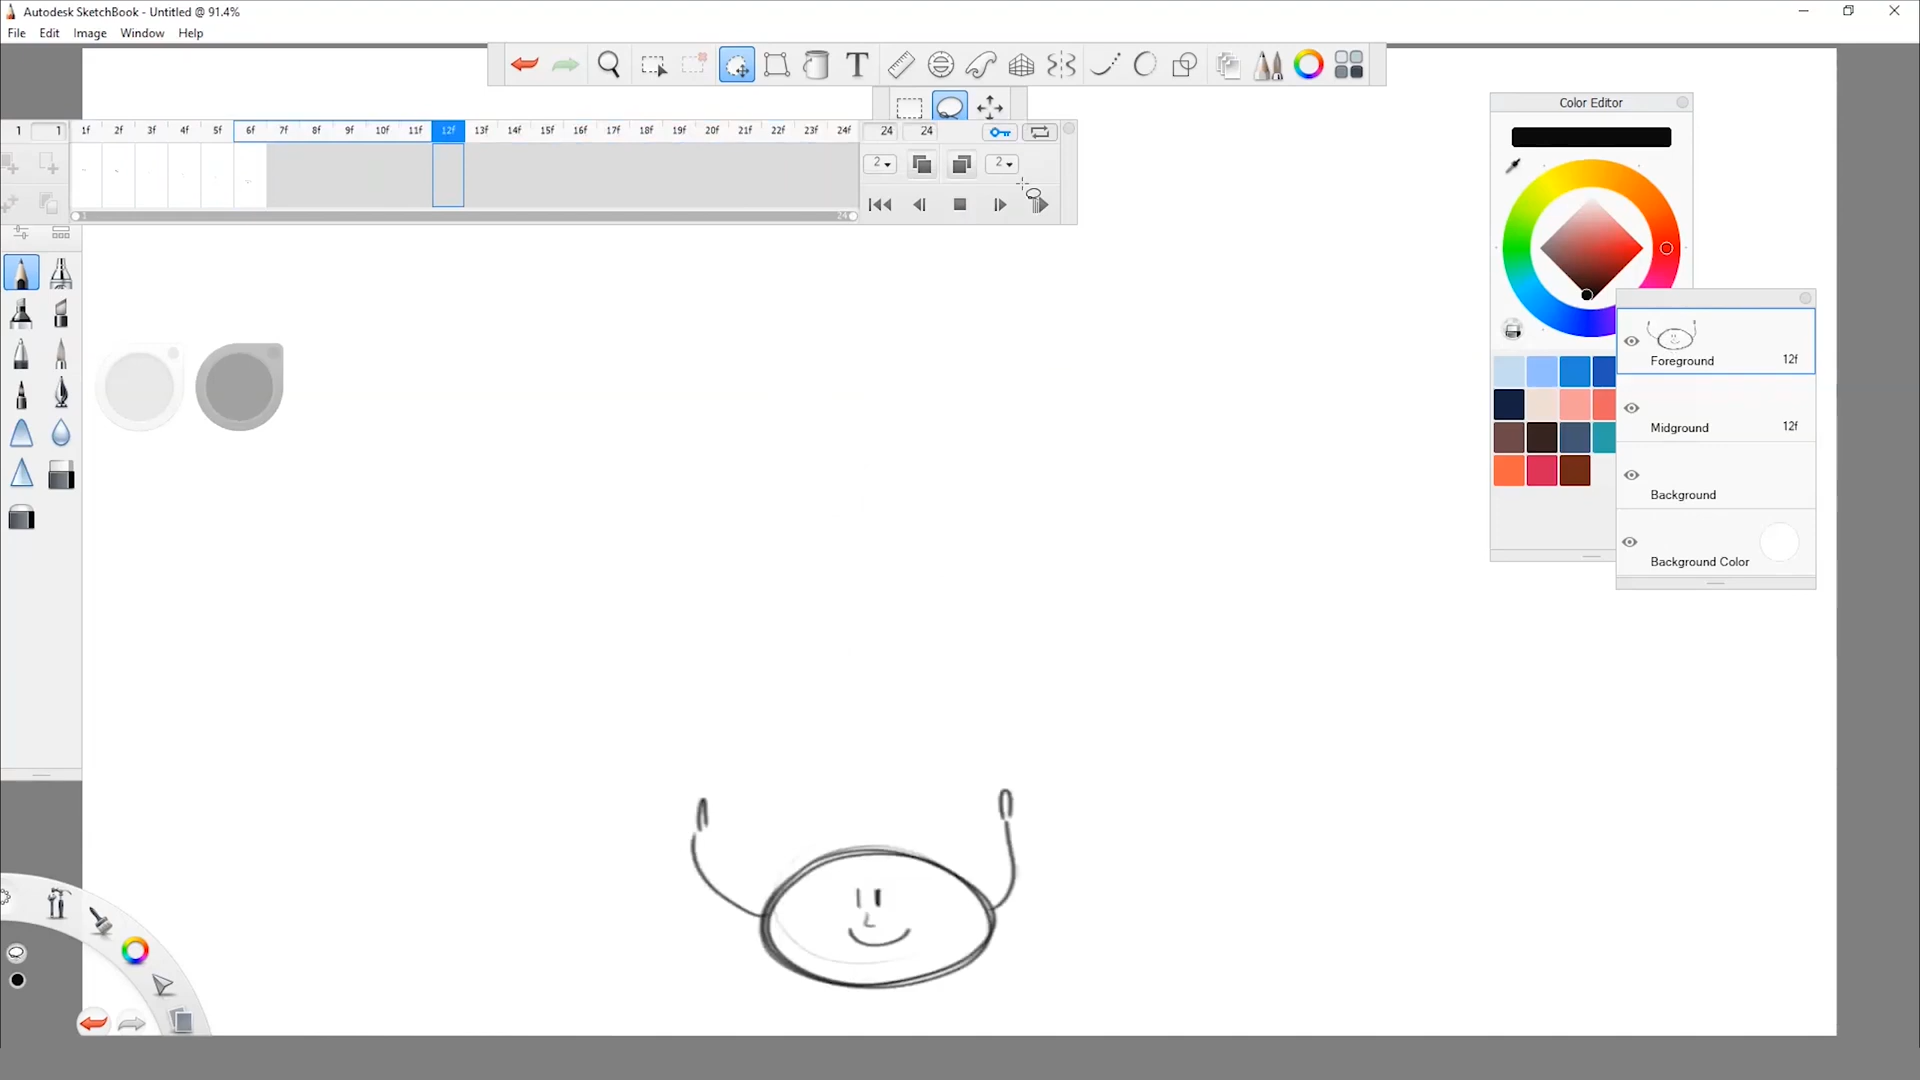 Autodesk SketchBook - Untitled @ 91.4%
File Edit Image Window Help
T
Color Editor
1 1 1f 2f 3f 4f 5f 6f 7f 8f 9f 10f 11f 12f 13f 14f 15f 16f 17f 18f 19f 20f 21f 22f 23f 24f 24 24
2 2
1 24
Foreground 12f
Midground 12f
Background
Background Color